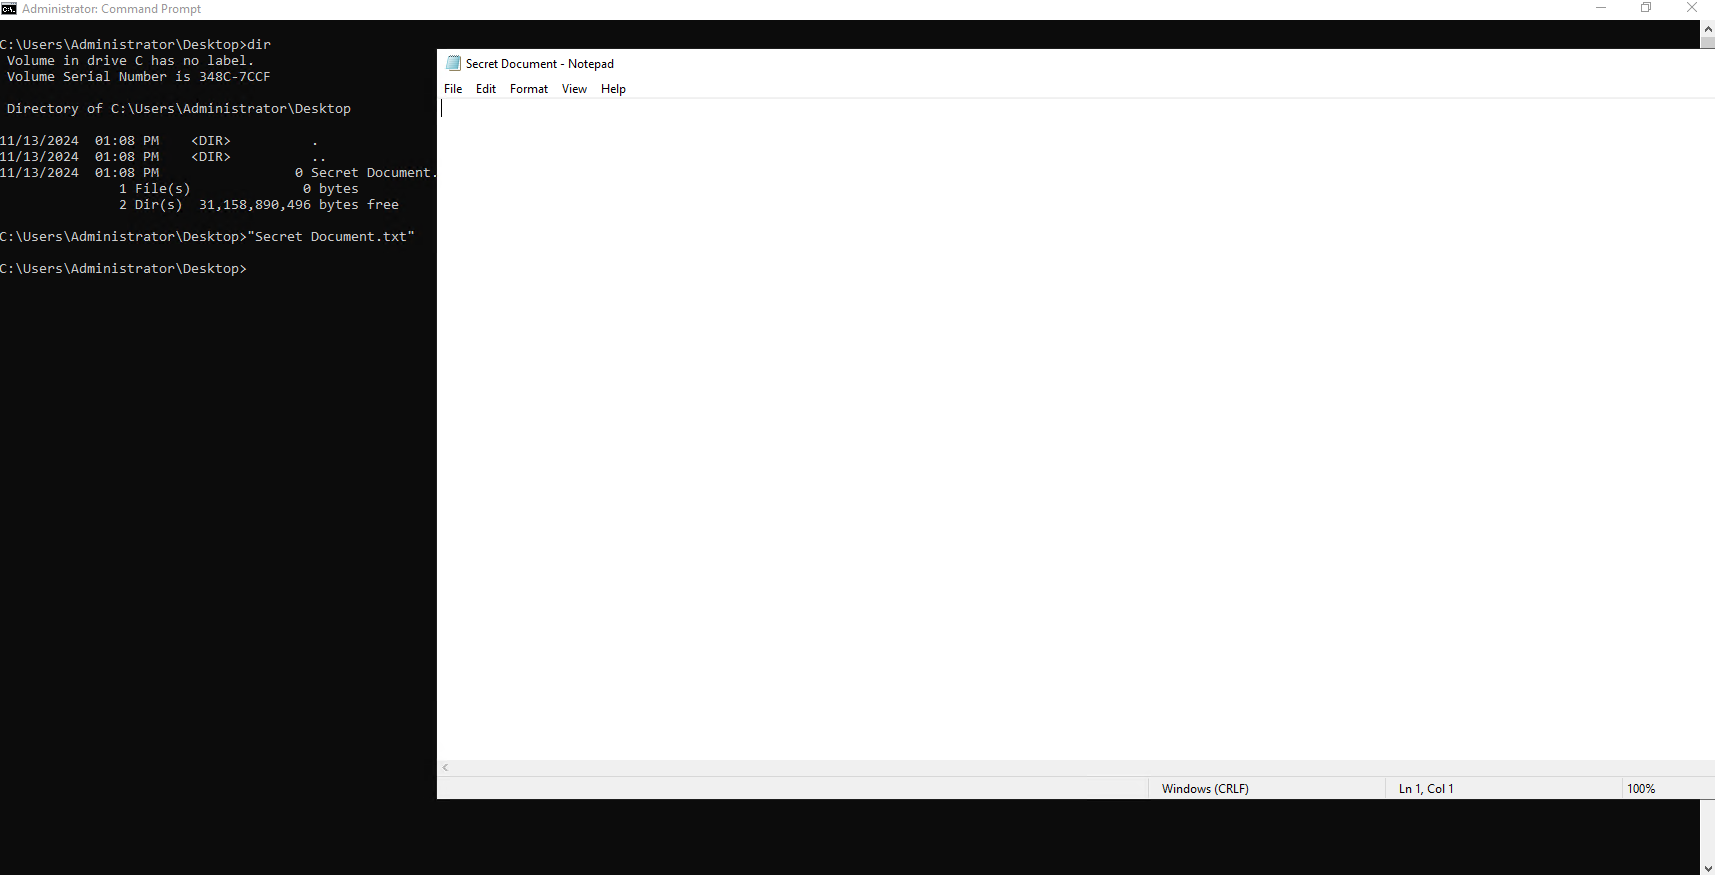 Administrator: Command Prompt
C:\Users\Administrator\Desktop>dir
Volume in drive C has no label.
Volume Serial Number is 348C-7CCF
Directory of C:\Users\Administrator\Desktop
11/13/2024  01:08 PM    <DIR>          .
11/13/2024  01:08 PM    <DIR>          ..
11/13/2024  01:08 PM                 0 Secret Document.
1 File(s)              0 bytes
2 Dir(s)  31,158,890,496 bytes free
C:\Users\Administrator\Desktop>"Secret Document.txt"
C:\Users\Administrator\Desktop>
Secret Document - Notepad
File Edit Format View Help
Windows (CRLF) Ln 1, Col 1 100%